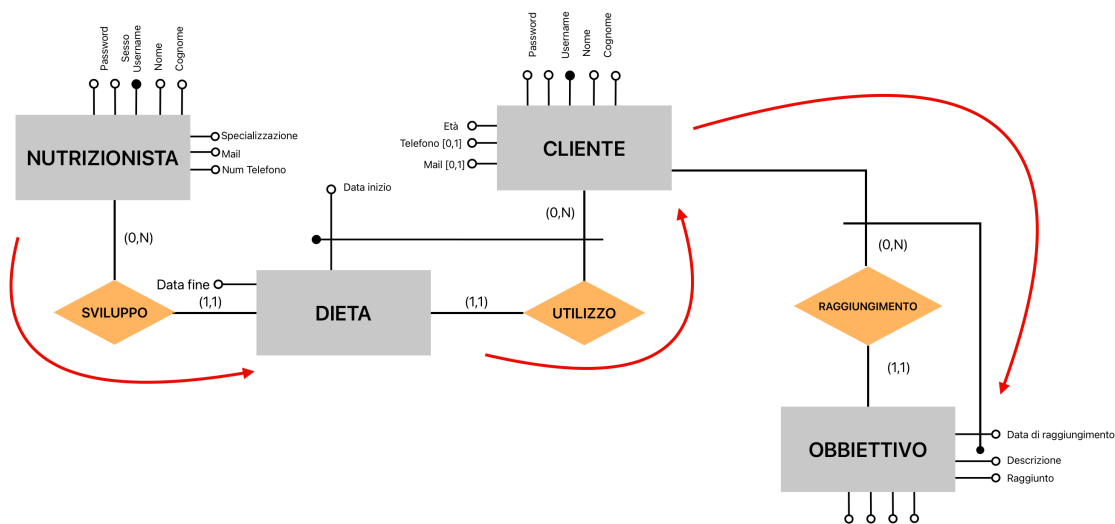 Password
Sesso
Username
Nome
Cognome
Password
Username
Nome
Cognome
NUTRIZIONISTA
Specializzazione
Mail
Num Telefono
Età
Telefono [0,1]
Mail [0,1]
CLIENTE
Data inizio
(0,N)
(0,N)
(0,N)
Data fine
SVILUPPO
(1,1)
DIETA
(1,1)
UTILIZZO
RAGGIUNGIMENTO
(1,1)
OBBIETTIVO
Data di raggiungimento
Descrizione
Raggiunto